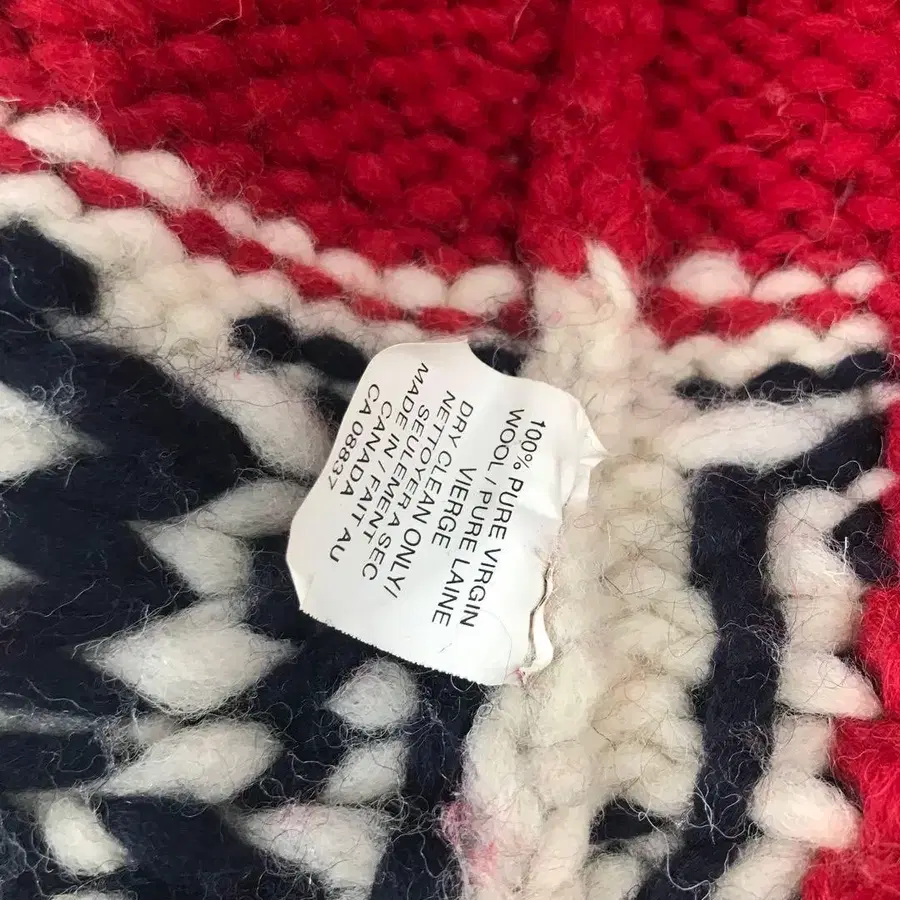 100% PURE VIRGIN
WOOL / PURE LAINE
VIERGE
DRY CLEAN ONLY/
NETTOYER A SEC
SEULEMENT
MADE IN / FAIT AU
CANADA
CA 08837